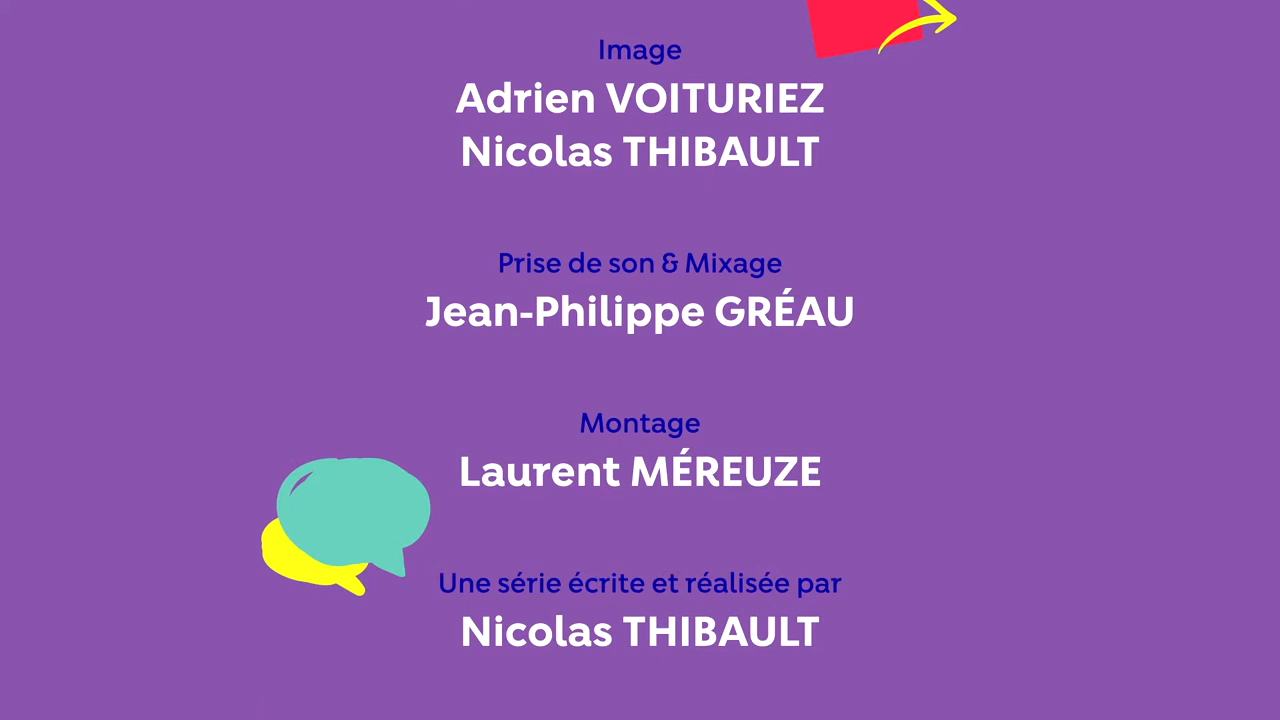 Image
Adrien VOITURIEZ
Nicolas THIBAULT
Prise de son & Mixage
Jean-Philippe GRÉAU
Montage
Laurent MÉREUZE
Une série écrite et réalisée par
Nicolas THIBAULT